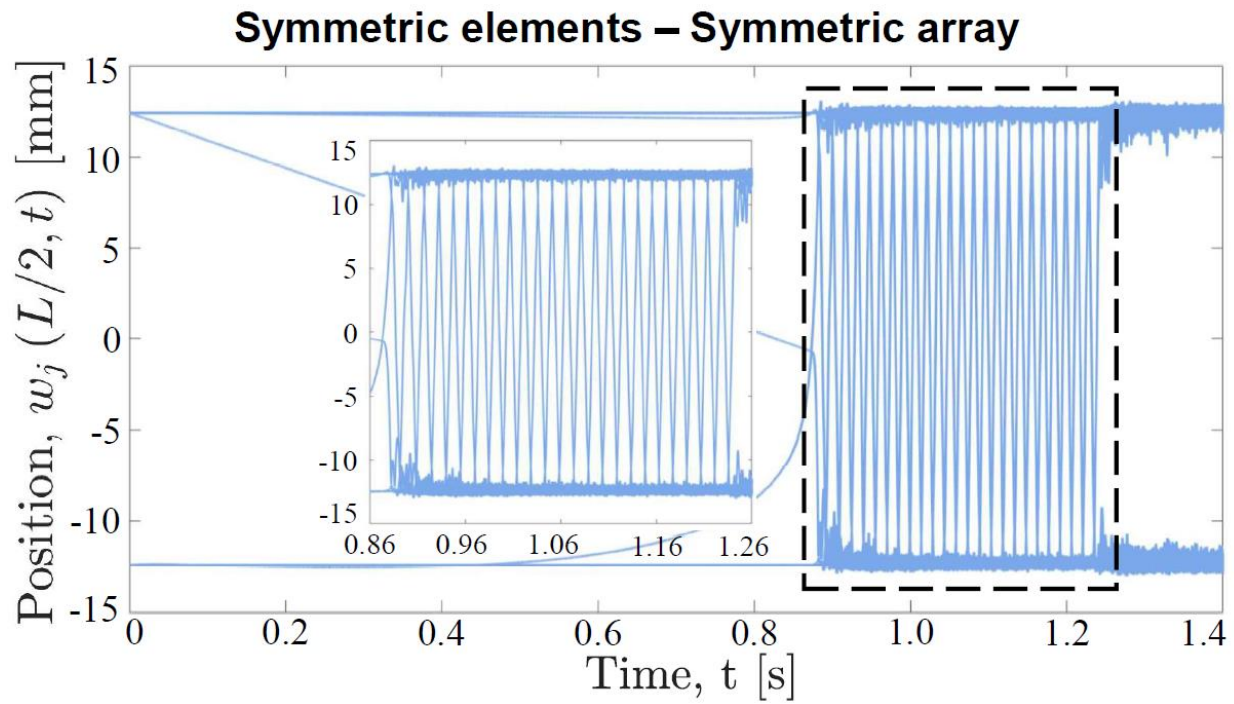 Symmetric elements – Symmetric array
Position, w_j (L/2, t) [mm]
15
10
5
0
-5
-10
-15
15
10
5
0
-5
-10
-15
0.86 0.96 1.06 1.16 1.26
0 0.2 0.4 0.6 0.8 1.0 1.2 1.4
Time, t [s]